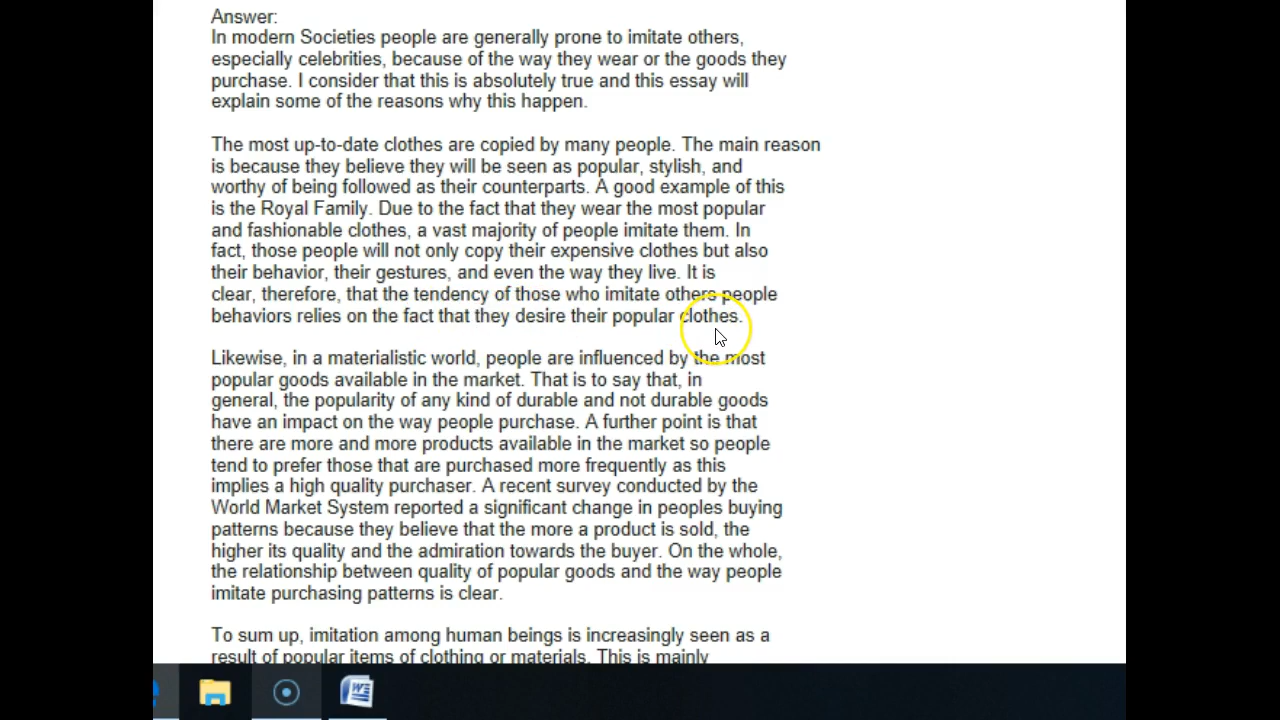 Answer:
In modern Societies people are generally prone to imitate others,
especially celebrities, because of the way they wear or the goods they
purchase. I consider that this is absolutely true and this essay will
explain some of the reasons why this happen.
The most up-to-date clothes are copied by many people. The main reason
is because they believe they will be seen as popular, stylish, and
worthy of being followed as their counterparts. A good example of this
is the Royal Family. Due to the fact that they wear the most popular
and fashionable clothes, a vast majority of people imitate them. In
fact, those people will not only copy their expensive clothes but also
their behavior, their gestures, and even the way they live. It is
clear, therefore, that the tendency of those who imitate others people
behaviors relies on the fact that they desire their popular clothes.
Likewise, in a materialistic world, people are influenced by the most
popular goods available in the market. That is to say that, in
general, the popularity of any kind of durable and not durable goods
have an impact on the way people purchase. A further point is that
there are more and more products available in the market so people
tend to prefer those that are purchased more frequently as this
implies a high quality purchaser. A recent survey conducted by the
World Market System reported a significant change in peoples buying
patterns because they believe that the more a product is sold, the
higher its quality and the admiration towards the buyer. On the whole,
the relationship between quality of popular goods and the way people
imitate purchasing patterns is clear.
To sum up, imitation among human beings is increasingly seen as a
result of popular items of clothing or materials. This is mainly